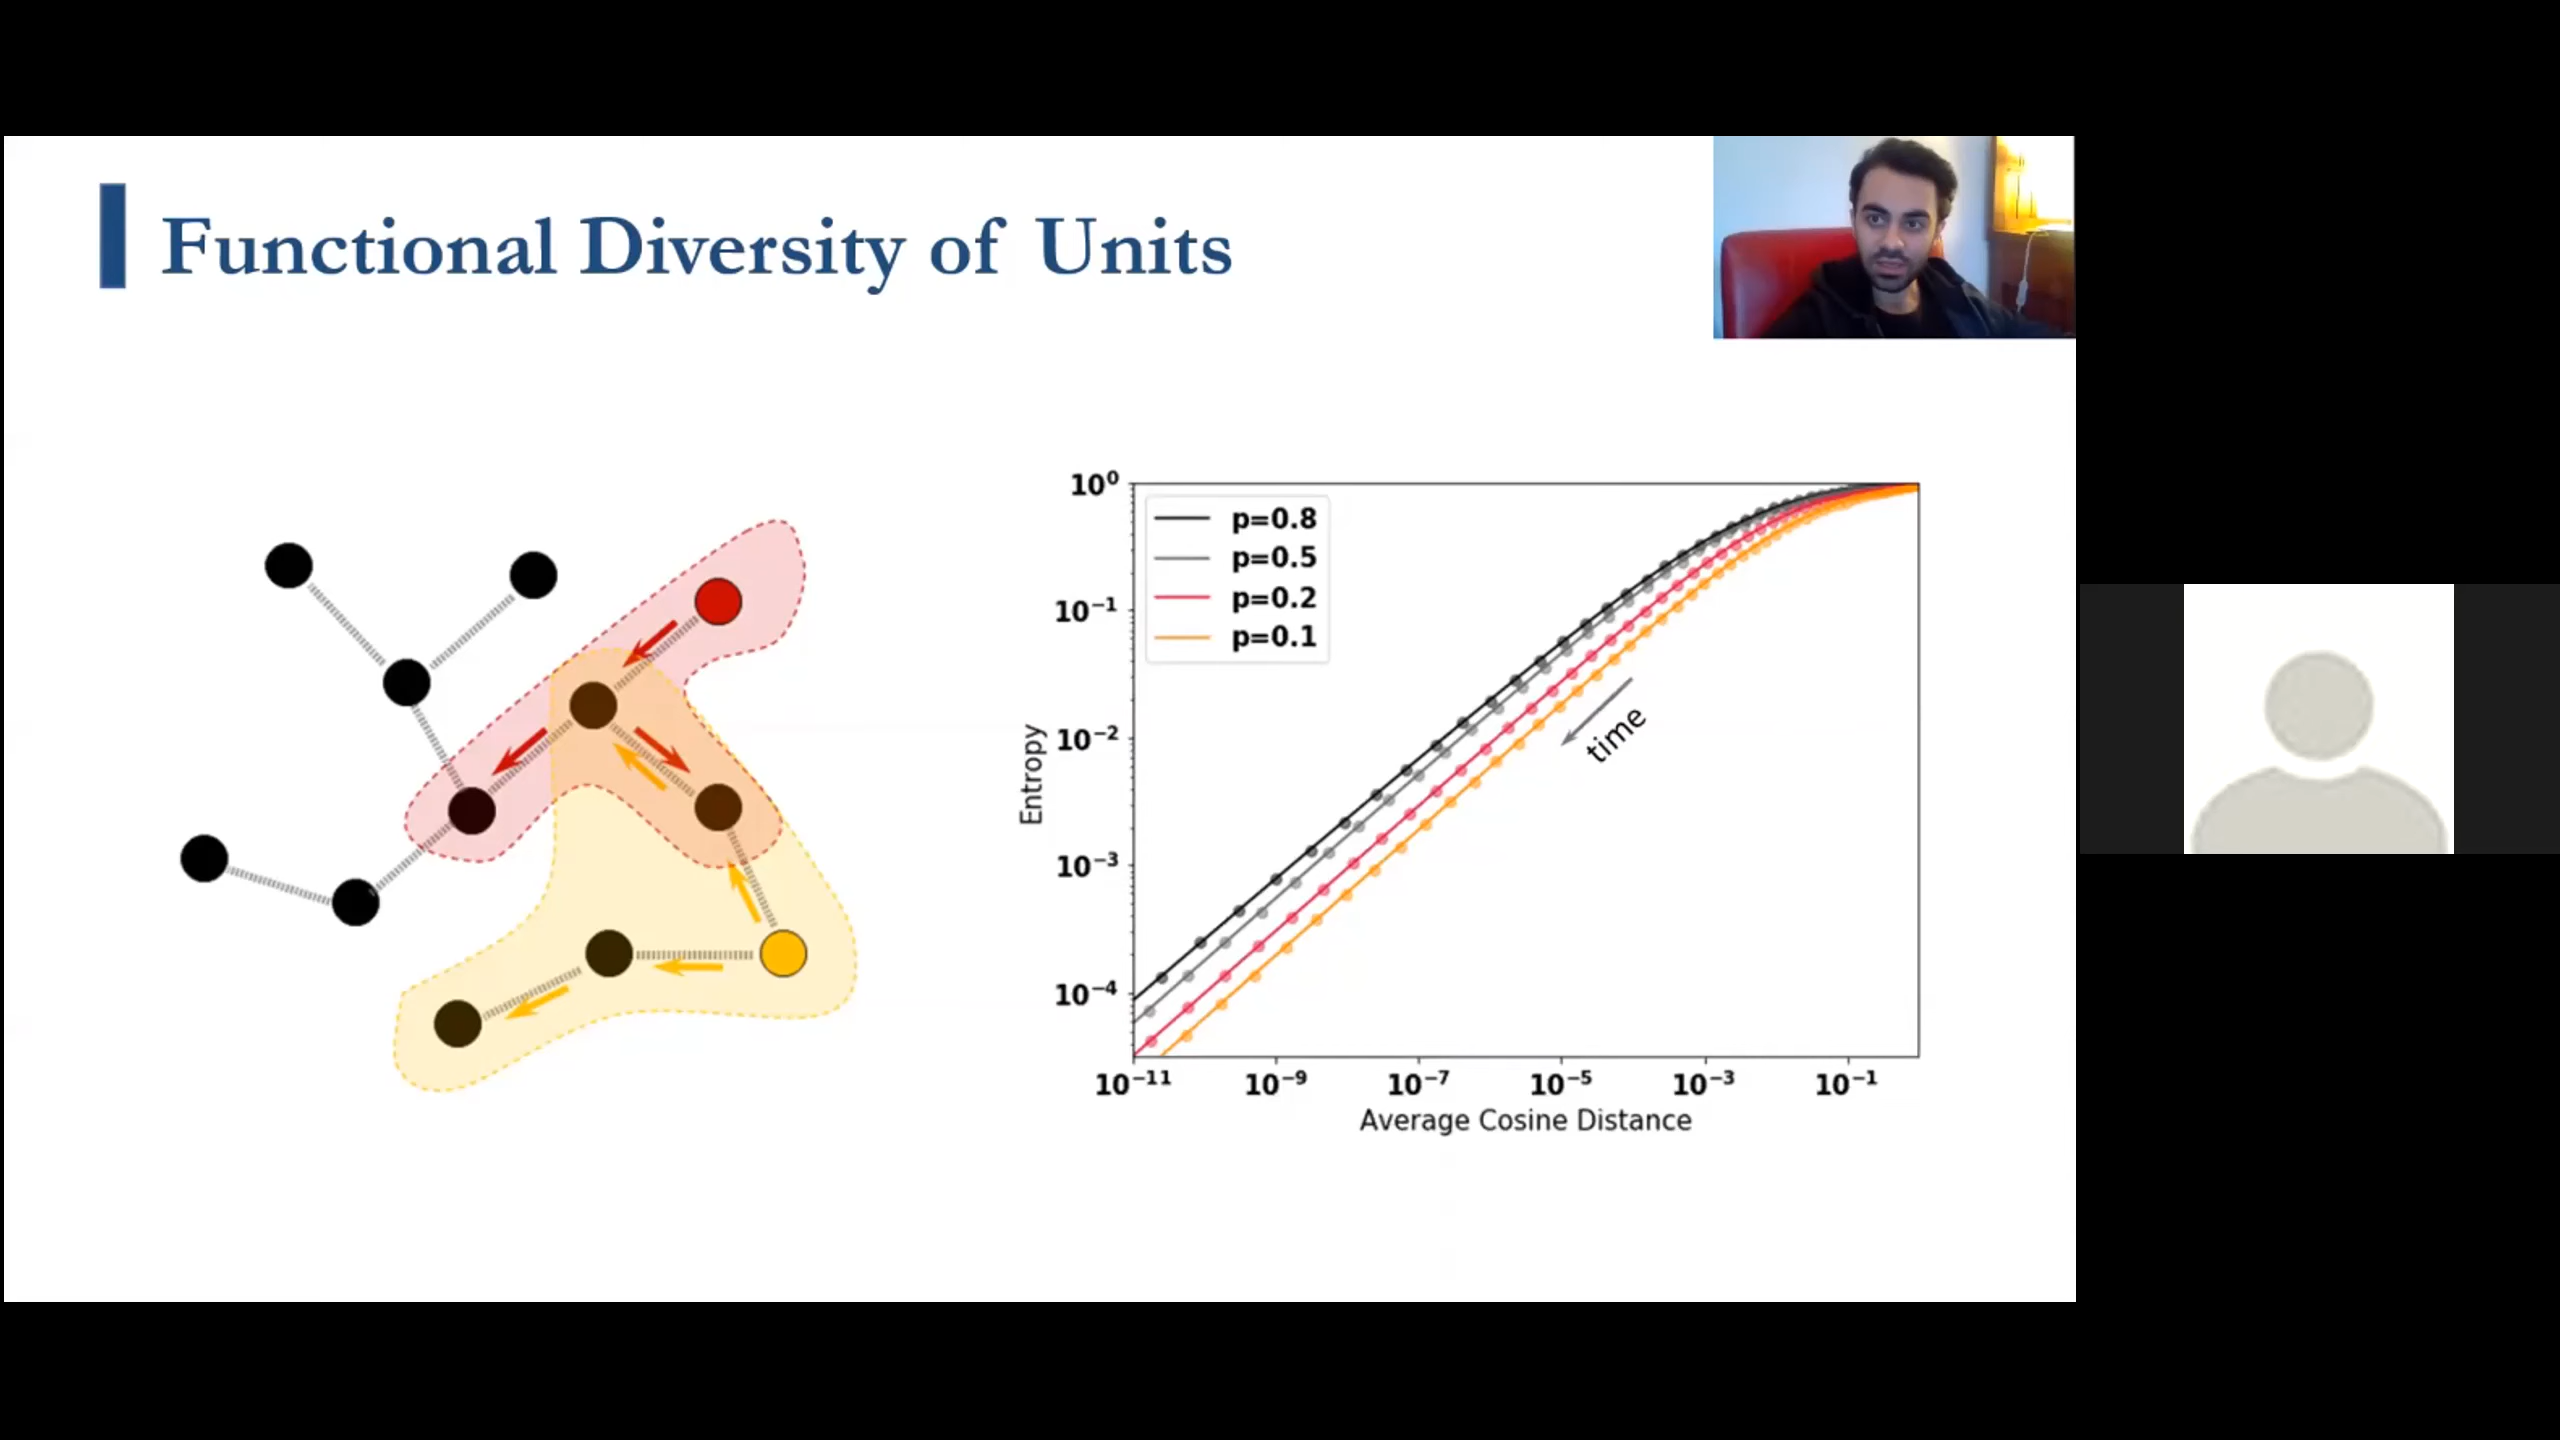 Functional Diversity of Units
10⁰
10⁻¹
10⁻²
10⁻³
10⁻⁴
Entropy
p=0.8
p=0.5
p=0.2
p=0.1
time
10⁻¹¹ 10⁻⁹ 10⁻⁷ 10⁻⁵ 10⁻³ 10⁻¹
Average Cosine Distance